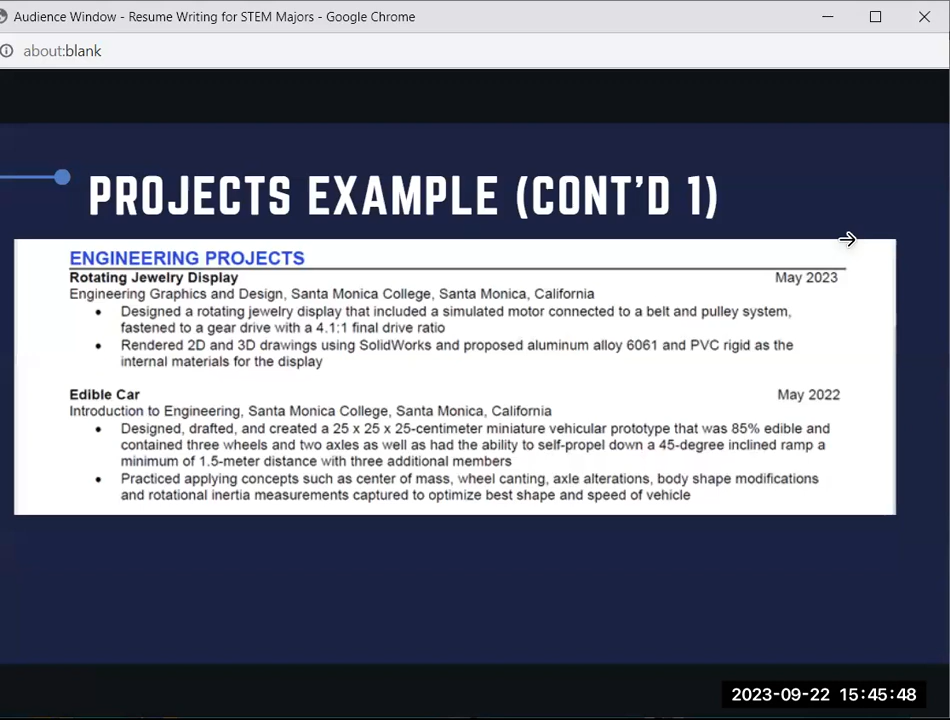 Audience Window - Resume Writing for STEM Majors - Google Chrome
about:blank
PROJECTS EXAMPLE (CONT'D 1)
ENGINEERING PROJECTS
Rotating Jewelry Display May 2023
Engineering Graphics and Design, Santa Monica College, Santa Monica, California
• Designed a rotating jewelry display that included a simulated motor connected to a belt and pulley system,
fastened to a gear drive with a 4.1:1 final drive ratio
• Rendered 2D and 3D drawings using SolidWorks and proposed aluminum alloy 6061 and PVC rigid as the
internal materials for the display
Edible Car May 2022
Introduction to Engineering, Santa Monica College, Santa Monica, California
• Designed, drafted, and created a 25 x 25 x 25-centimeter miniature vehicular prototype that was 85% edible and
contained three wheels and two axles as well as had the ability to self-propel down a 45-degree inclined ramp a
minimum of 1.5-meter distance with three additional members
• Practiced applying concepts such as center of mass, wheel canting, axle alterations, body shape modifications
and rotational inertia measurements captured to optimize best shape and speed of vehicle
2023-09-22 15:45:48